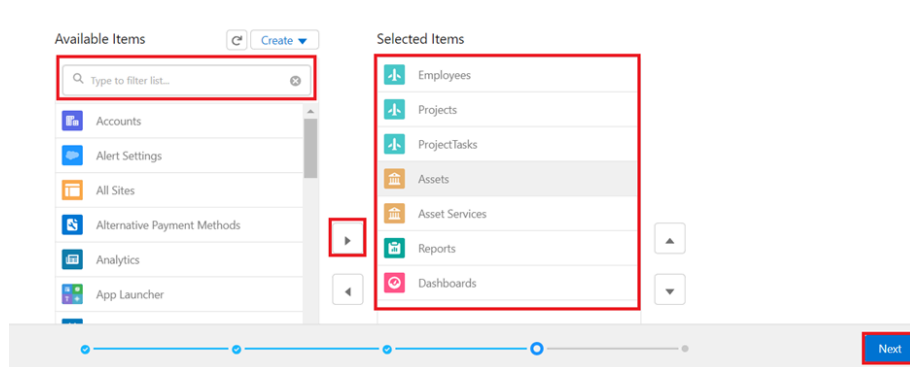 Available Items
Create
Type to filter list...
Accounts
Alert Settings
All Sites
Alternative Payment Methods
Analytics
App Launcher
Selected Items
Employees
Projects
ProjectTasks
Assets
Asset Services
Reports
Dashboards
Next